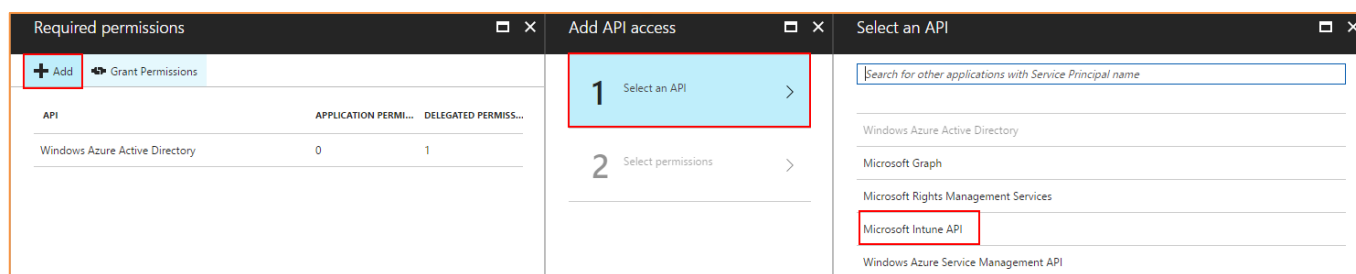 Required permissions
Add Grant Permissions
API APPLICATION PERMI... DELEGATED PERMISS...
Windows Azure Active Directory 0 1
Add API access
1 Select an API
2 Select permissions
Select an API
Search for other applications with Service Principal name
Windows Azure Active Directory
Microsoft Graph
Microsoft Rights Management Services
Microsoft Intune API
Windows Azure Service Management API